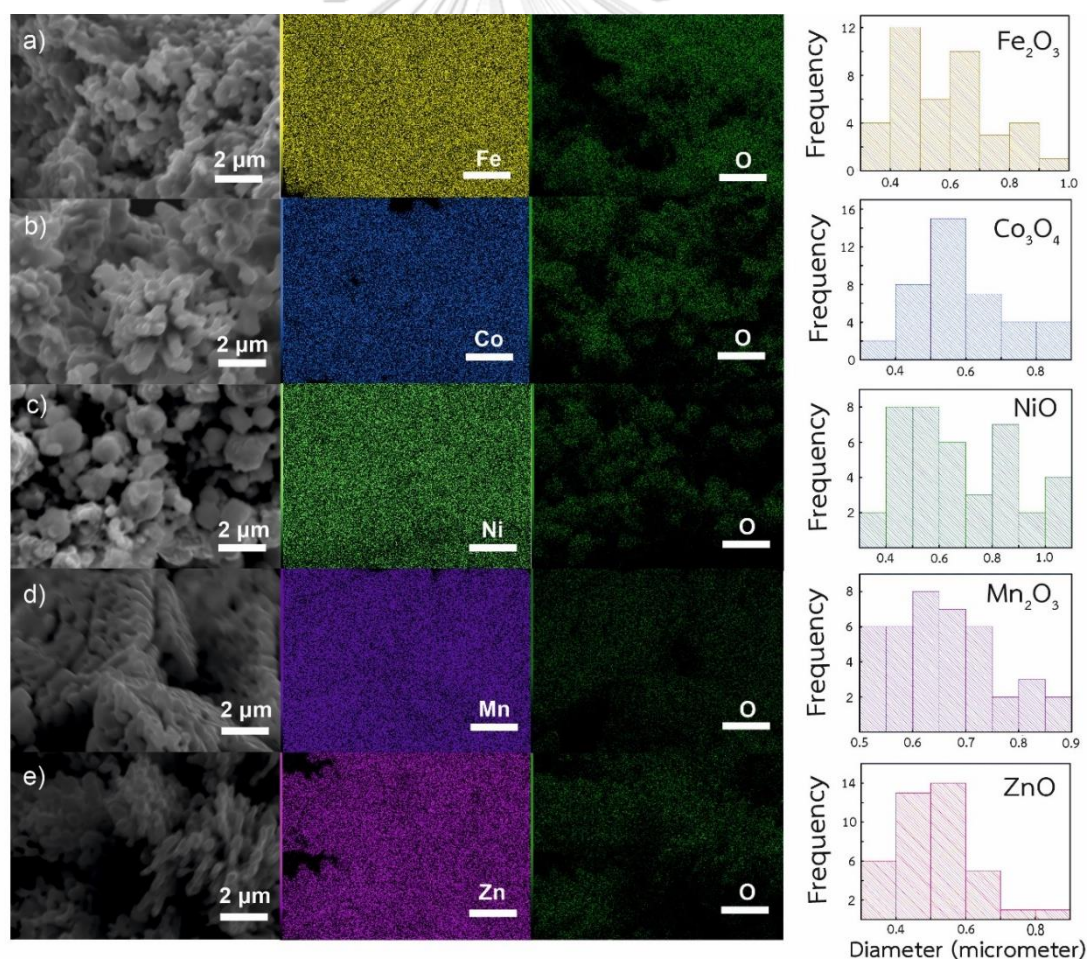 a)
2 μm
Fe
O
Frequency
Fe₂O₃
12
8
4
0
0.4
0.6
0.8
1.0
b)
2 μm
Co
O
Frequency
Co₃O₄
16
12
8
4
0
0.4
0.6
0.8
c)
2 μm
Ni
O
Frequency
NiO
8
6
4
2
0.4
0.6
0.8
1.0
d)
2 μm
Mn
O
Frequency
Mn₂O₃
8
6
4
2
0.5
0.6
0.7
0.8
0.9
e)
2 μm
Zn
O
Frequency
ZnO
14
10
6
2
0.4
0.6
0.8
Diameter (micrometer)